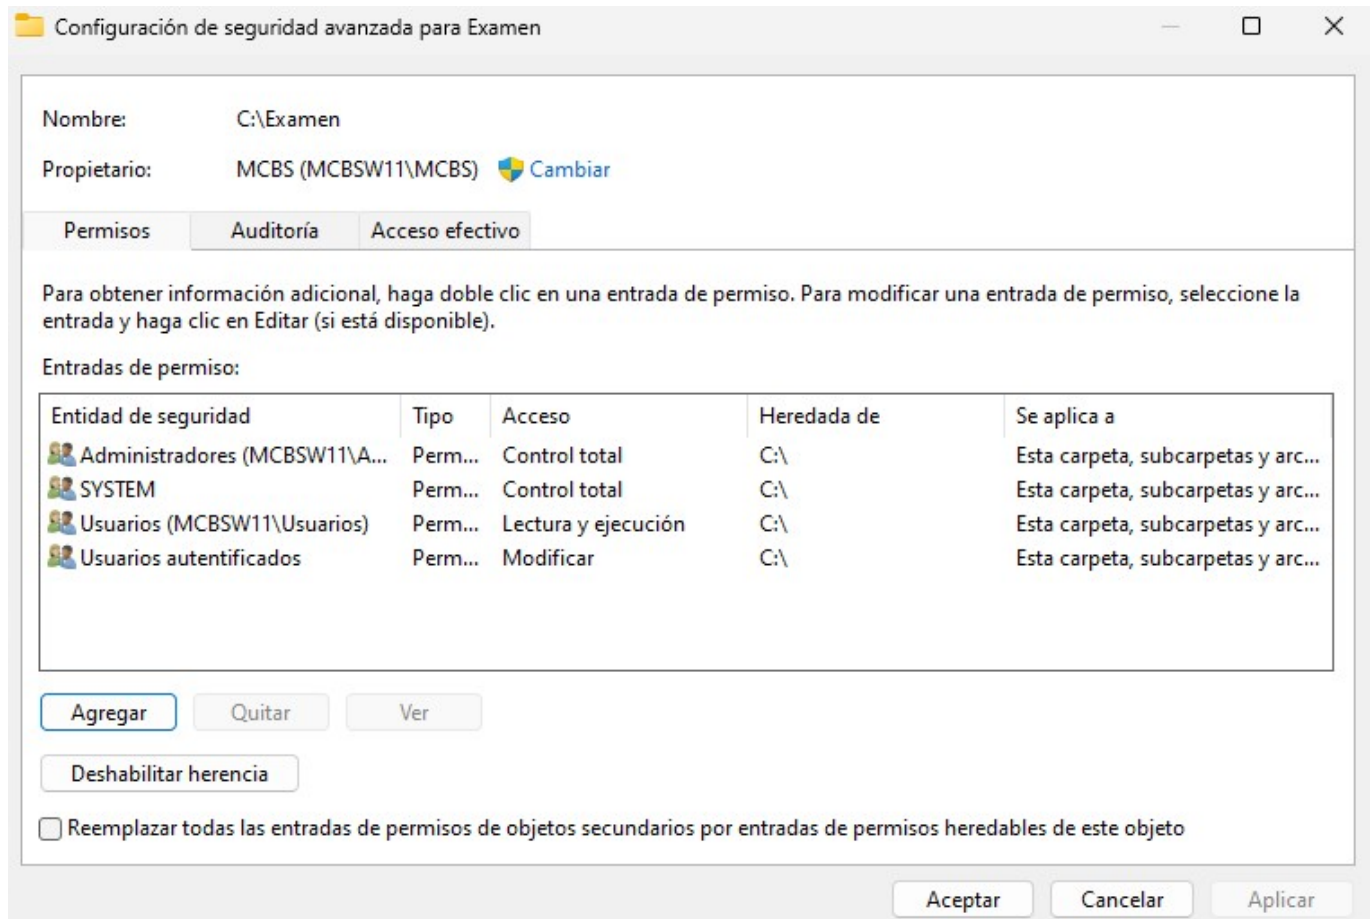 Configuración de seguridad avanzada para Examen
Nombre: C:\Examen
Propietario: MCBS (MCBSW11\MCBS) Cambiar
Permisos Auditoría Acceso efectivo
Para obtener información adicional, haga doble clic en una entrada de permiso. Para modificar una entrada de permiso, seleccione la
entrada y haga clic en Editar (si está disponible).
Entradas de permiso:
Entidad de seguridad Tipo Acceso Heredada de Se aplica a
Administradores (MCBSW11\A... Perm... Control total C:\ Esta carpeta, subcarpetas y arc...
SYSTEM Perm... Control total C:\ Esta carpeta, subcarpetas y arc...
Usuarios (MCBSW11\Usuarios) Perm... Lectura y ejecución C:\ Esta carpeta, subcarpetas y arc...
Usuarios autentificados Perm... Modificar C:\ Esta carpeta, subcarpetas y arc...
Agregar Quitar Ver
Deshabilitar herencia
Reemplazar todas las entradas de permisos de objetos secundarios por entradas de permisos heredables de este objeto
Aceptar Cancelar Aplicar